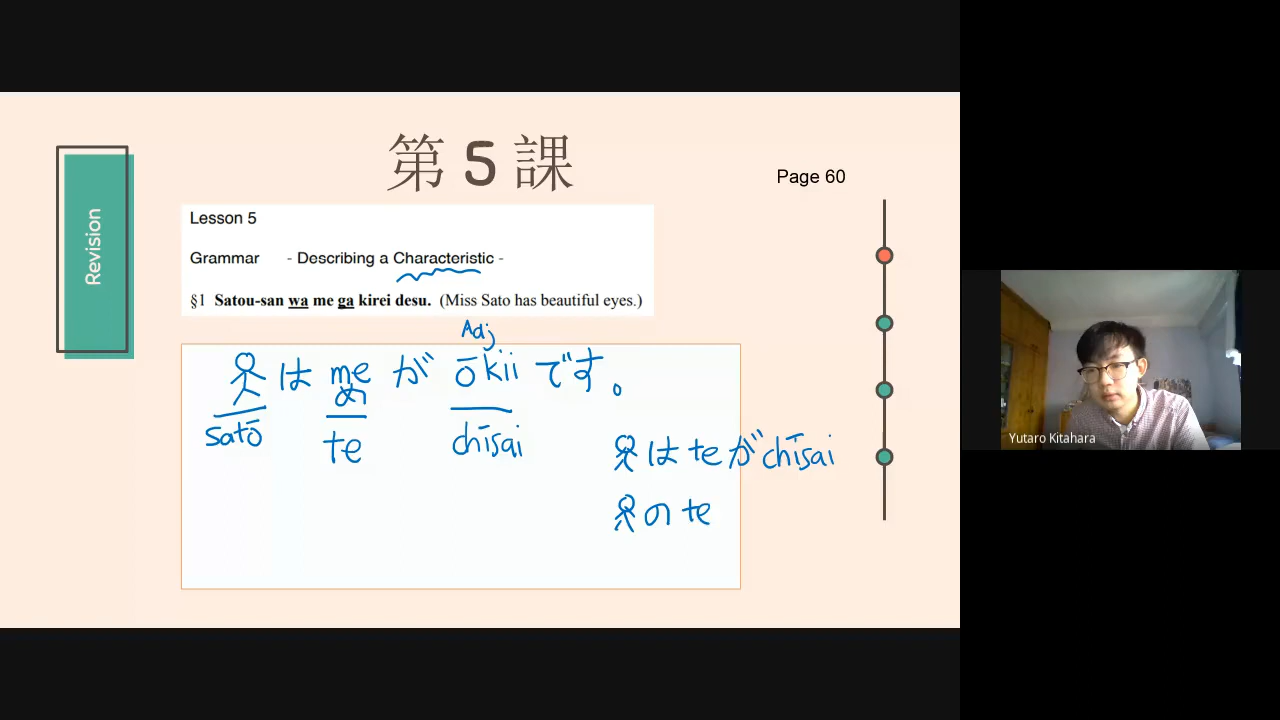 Revision
第 5 課
Page 60
Lesson 5
Grammar - Describing a Characteristic -
§1 Satou-san wa me ga kirei desu. (Miss Sato has beautiful eyes.)
Adj
は me が ōkii です。
め
satō te chīsai
は te が chīsai
の te
Yutaro Kitahara